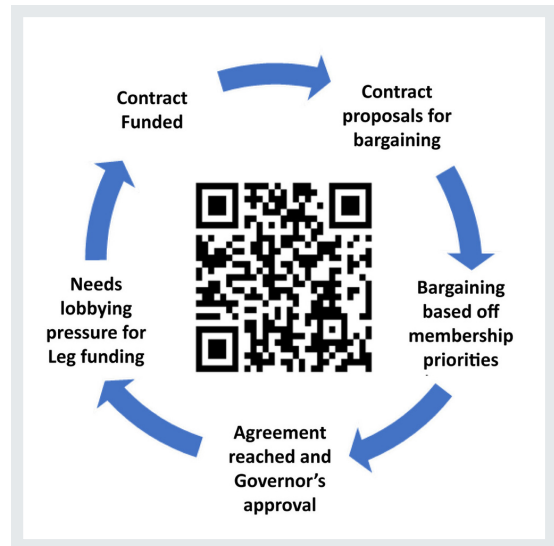 Contract
Funded
Contract
proposals for
bargaining
Bargaining
based off
membership
priorities
Agreement
reached and
Governor's
approval
Needs
lobbying
pressure for
Leg funding